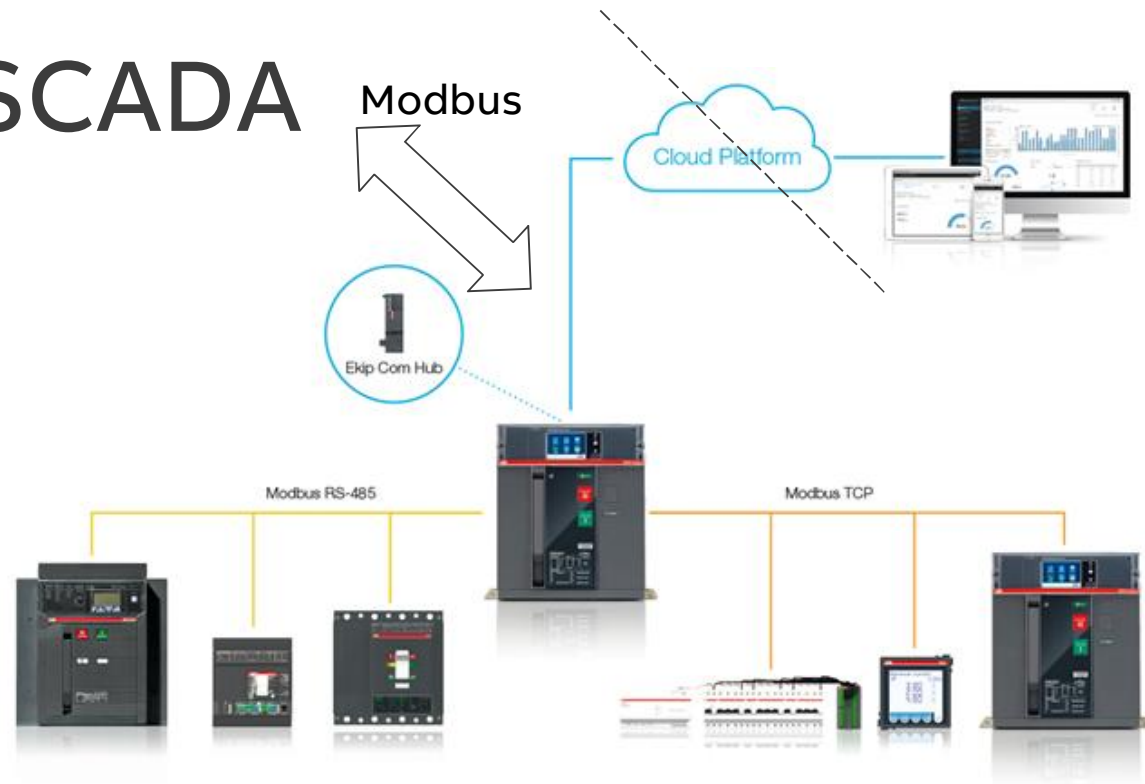 SCADA
Modbus
Cloud Platform
Ekip Com Hub
Modbus RS-485
Modbus TCP